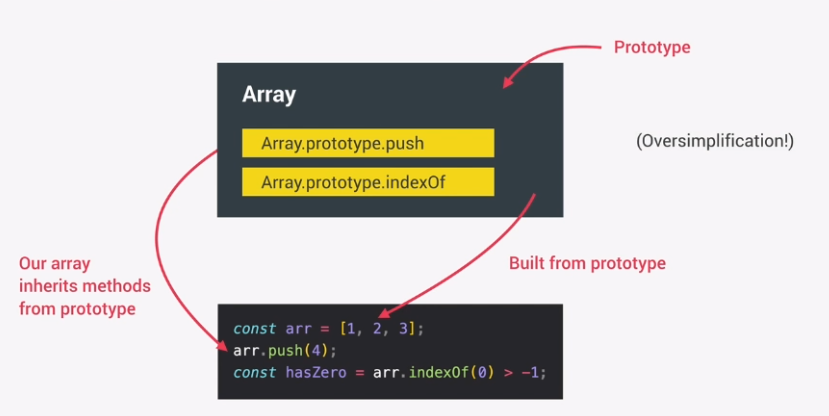 Prototype
Array
Array.prototype.push
(Oversimplification!)
Array.prototype.indexOf
Our array
inherits methods
from prototype
Built from prototype
const arr = [1, 2, 3];
arr.push(4);
const hasZero = arr.indexOf(0) > -1;